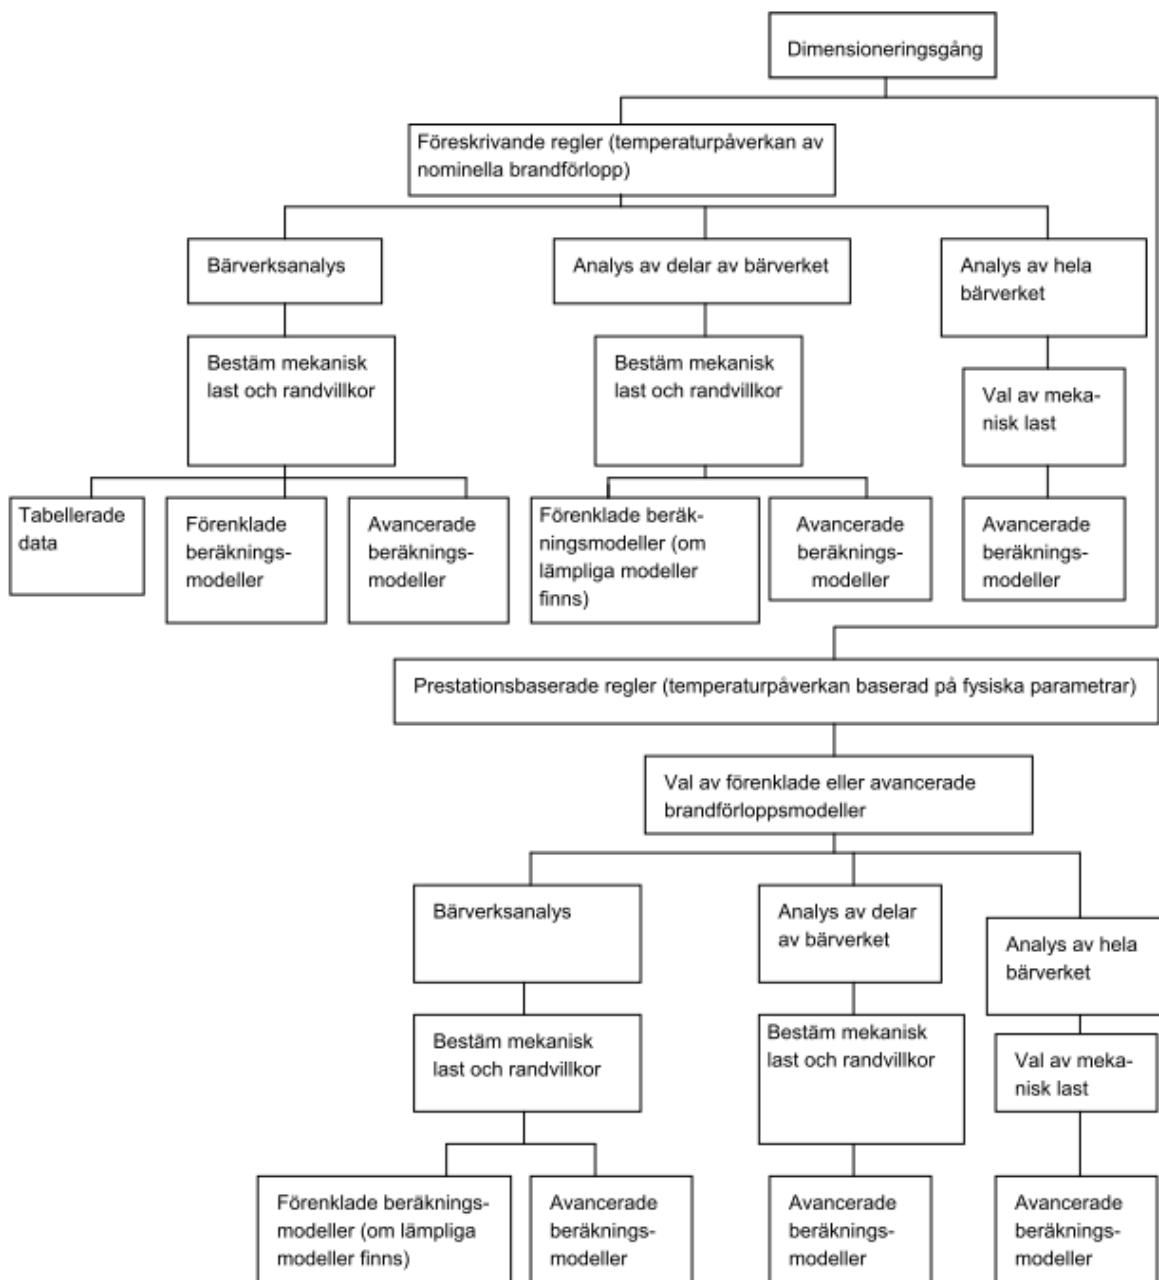 Dimensioneringsgång
Föreskrivande regler (temperaturpåverkan av
nominella brandförlopp)
Bärverksanalys
Analys av delar av bärverket
Analys av hela
bärverket
Bestäm mekanisk
last och randvillkor
Bestäm mekanisk
last och randvillkor
Val av meka-
nisk last
Tabellerade
data
Förenklade
beräknings-
modeller
Avancerade
beräknings-
modeller
Förenklade beräk-
ningsmodeller (om
lämpliga modeller
finns)
Avancerade
beräknings-
modeller
Avancerade
beräknings-
modeller
Prestationsbaserade regler (temperaturpåverkan baserad på fysiska parametrar)
Val av förenklade eller avancerade
brandförloppsmodeller
Bärverksanalys
Analys av delar
av bärverket
Analys av hela
bärverket
Bestäm mekanisk
last och randvillkor
Bestäm mekanisk
last och randvillkor
Val av meka-
nisk last
Förenklade beräknings-
modeller (om lämpliga
modeller finns)
Avancerade
beräknings-
modeller
Avancerade
beräknings-
modeller
Avancerade
beräknings-
modeller